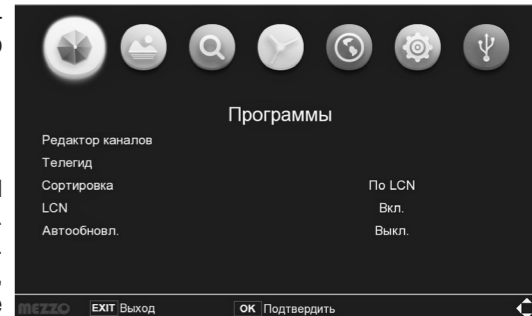 Программы
Редактор каналов
Телегид
Сортировка По LCN
LCN Вкл.
Автообновл. Выкл.
MEZZO EXIT Выход OK Подтвердить